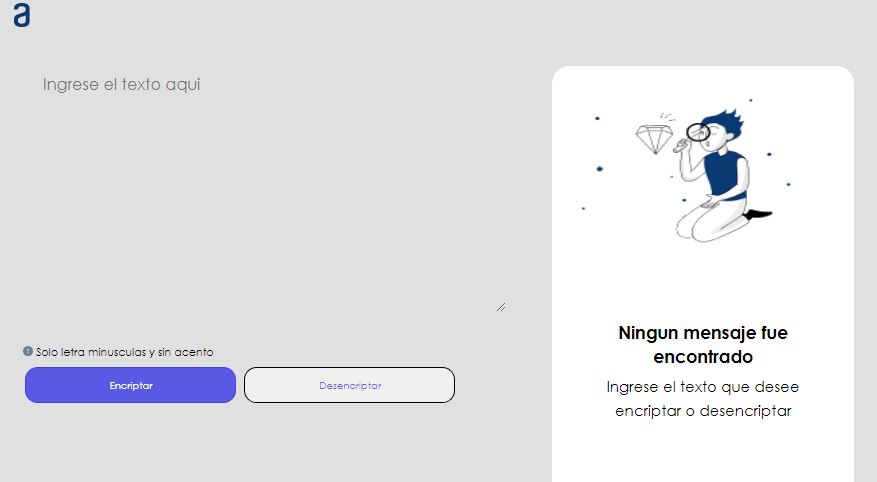 a
Ingrese el texto aqui
Solo letra minusculas y sin acento
Encriptar
Desencriptar
Ningun mensaje fue
encontrado
Ingrese el texto que desee
encriptar o desencriptar